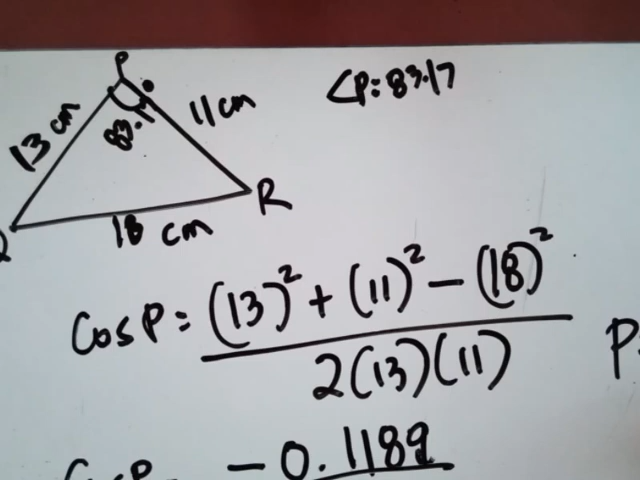 P
<P: 83.17
13 cm
11 cm
83.
R
18 cm
Cos P = (13)² + (11)² - (18)²
2(13)(11)
P:
Cos P - 0.1189